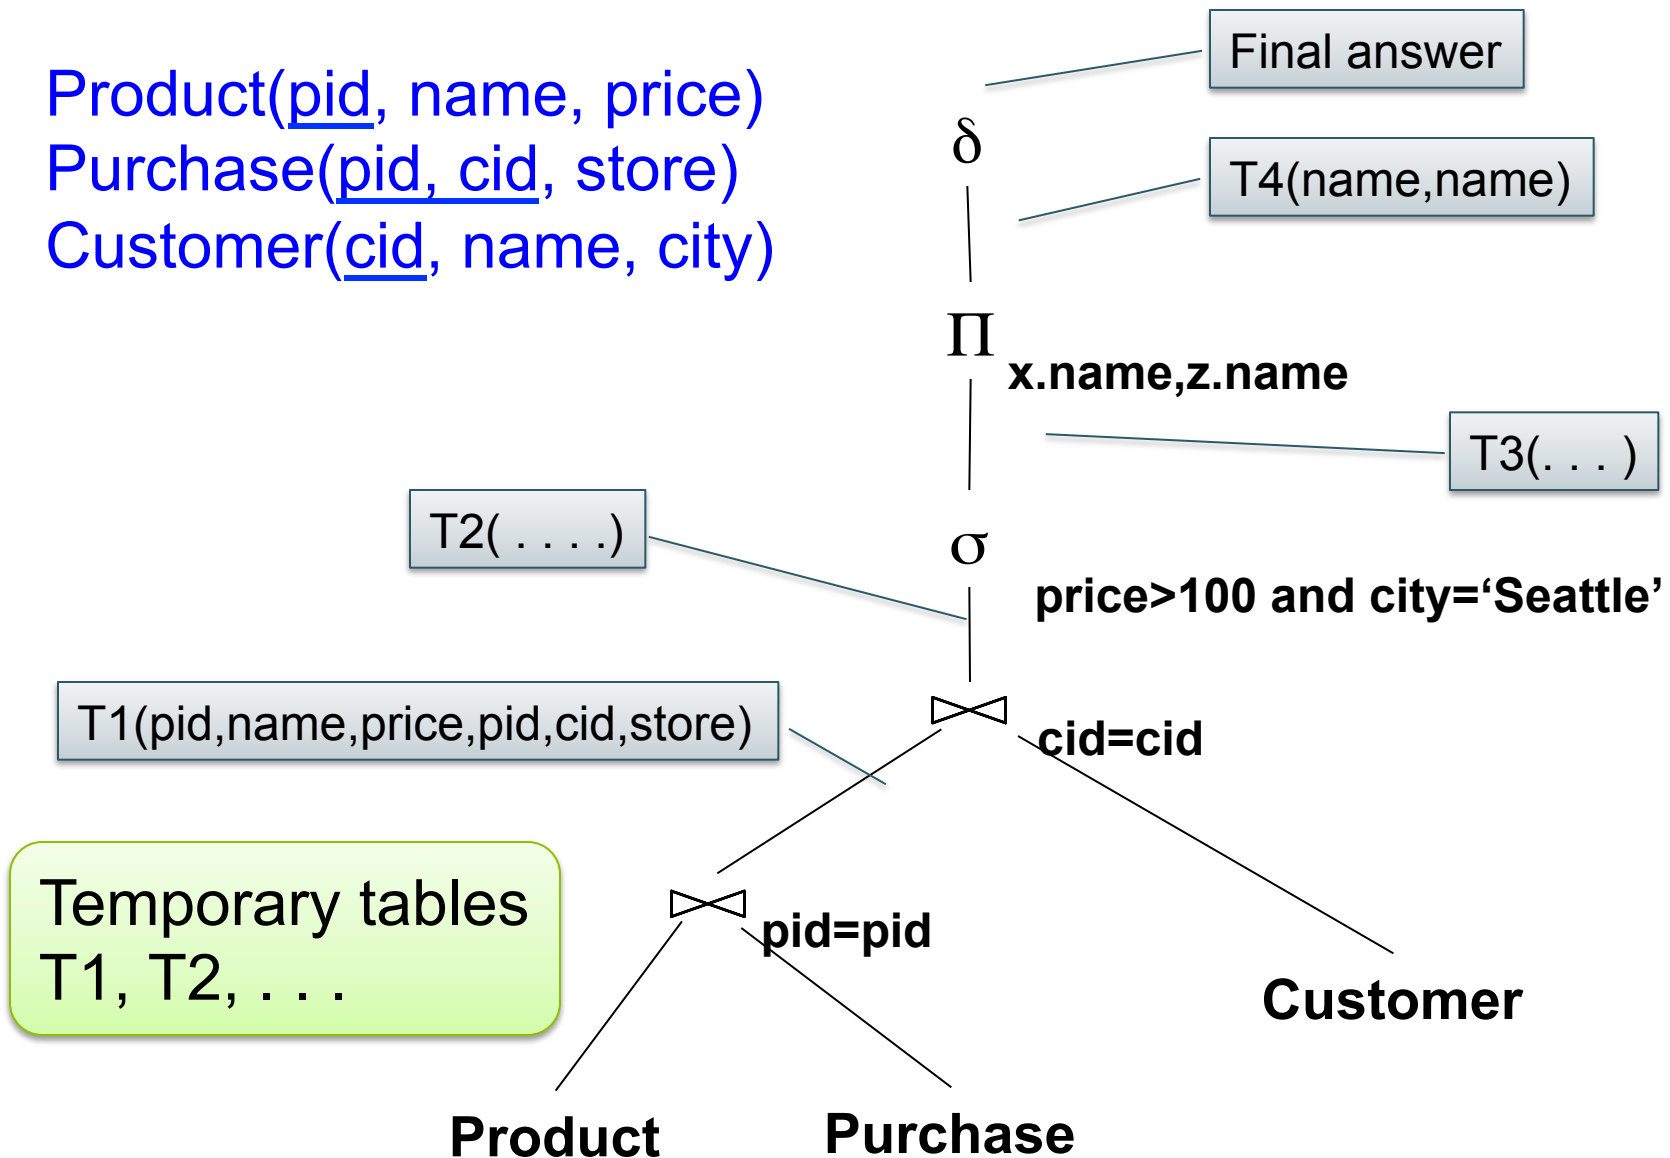 Final answer
Product(pid, name, price)
Purchase(pid, cid, store)
Customer(cid, name, city)
δ
T4(name,name)
Π
x.name,z.name
T3(. . . )
T2( . . . .)
σ
price>100 and city=‘Seattle’
T1(pid,name,price,pid,cid,store)
cid=cid
Temporary tables
T1, T2, . . .
pid=pid
Customer
Product
Purchase